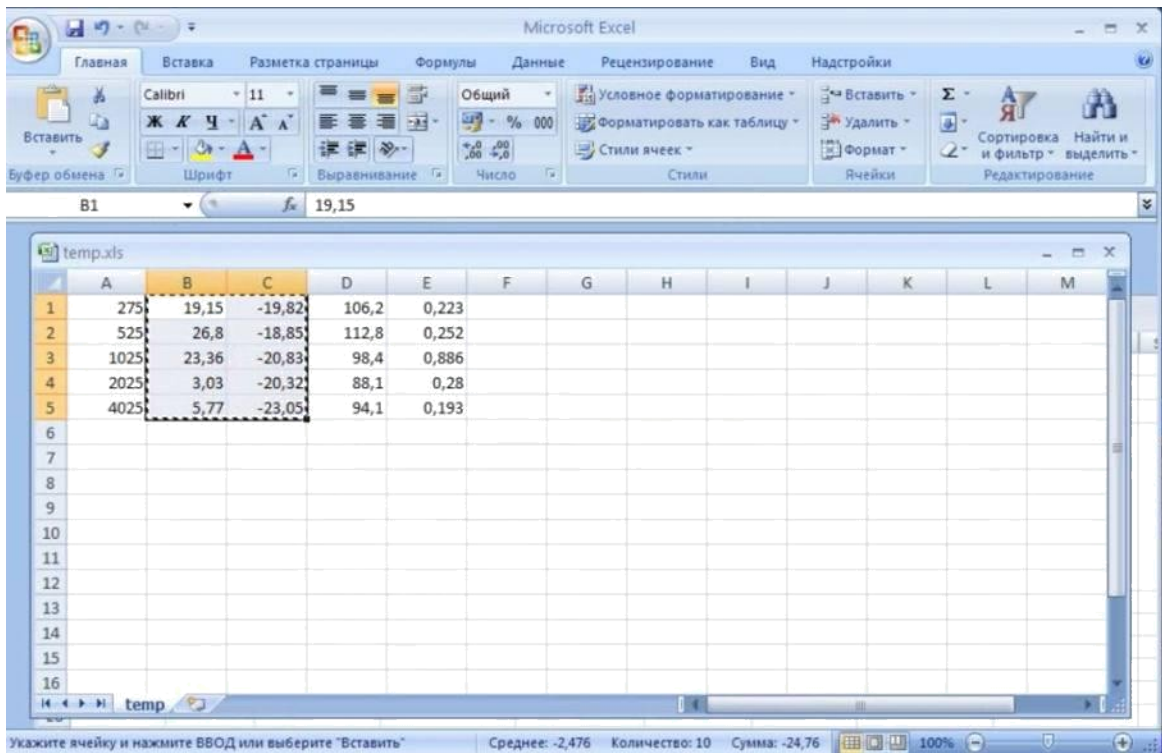 Microsoft Excel
Главная Вставка Разметка страницы Формулы Данные Рецензирование Вид Надстройки
Вставить
Calibri 11
Ж К Ч
A A A
Общий
% 000
,00 ,0
Условное форматирование
Форматировать как таблицу
Стили ячеек
Вставить
Удалить
Формат
Σ
Сортировка и фильтр
Найти и выделить
Буфер обмена Шрифт Выравнивание Число Стили Ячейки Редактирование
B1 fx 19,15
temp.xls
A B C D E F G H I J K L M
1 275 19,15 -19,82 106,2 0,223
2 525 26,8 -18,85 112,8 0,252
3 1025 23,36 -20,83 98,4 0,886
4 2025 3,03 -20,32 88,1 0,28
5 4025 5,77 -23,05 94,1 0,193
6
7
8
9
10
11
12
13
14
15
16
temp
Укажите ячейку и нажмите ВВОД или выберите "Вставить" Среднее: -2,476 Количество: 10 Сумма: -24,76 100%